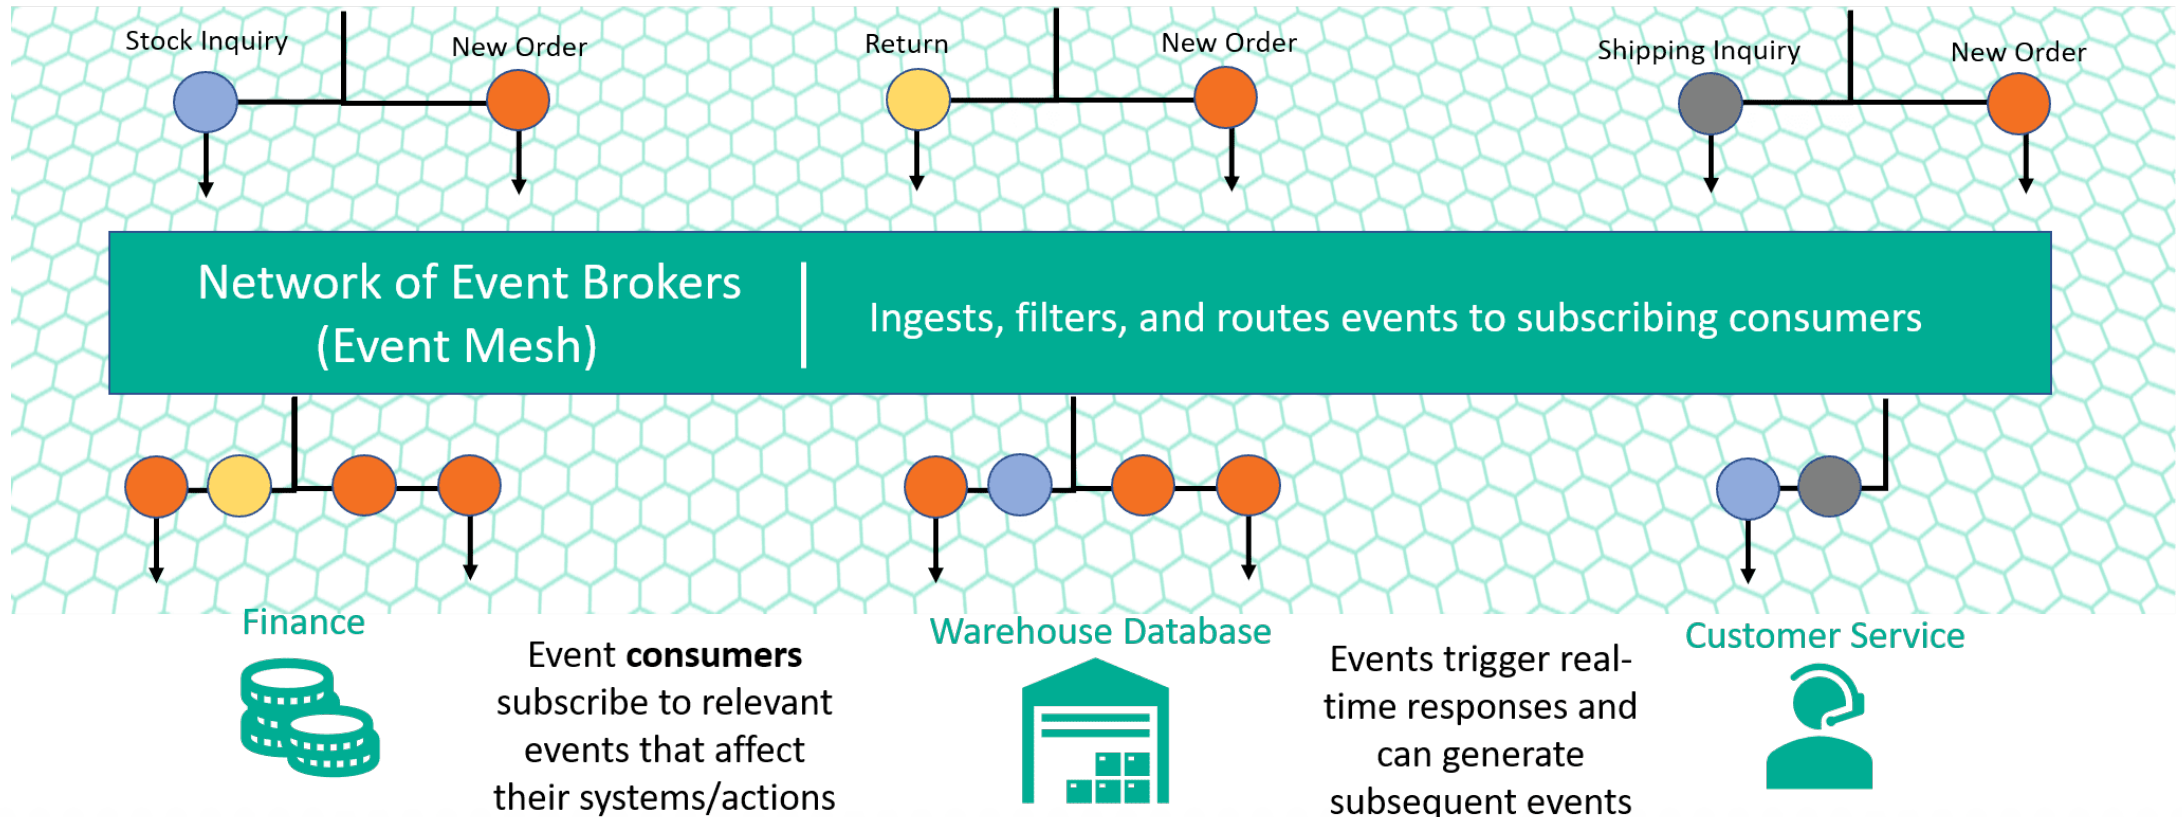 Stock Inquiry
New Order
Return
New Order
Shipping Inquiry
New Order
Network of Event Brokers
(Event Mesh)
Ingests, filters, and routes events to subscribing consumers
Finance
Event consumers
subscribe to relevant
events that affect
their systems/actions
Warehouse Database
Events trigger real-
time responses and
can generate
subsequent events
Customer Service